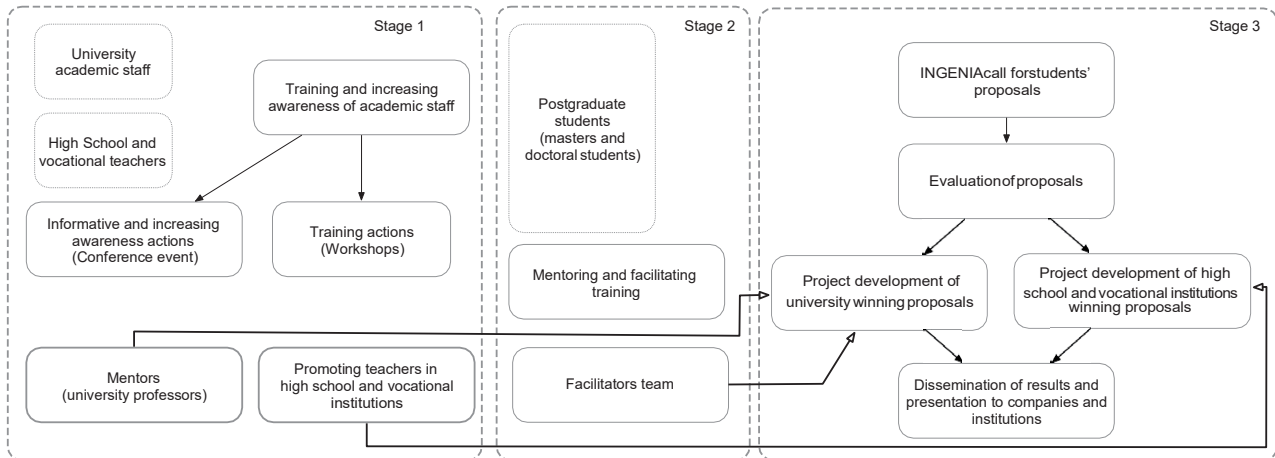 Stage 1
University
academic staff
Training and increasing
awareness of academic staff
High School and
vocational teachers
Informative and increasing
awareness actions
(Conference event)
Training actions
(Workshops)
Mentors
(university professors)
Promoting teachers in
high school and vocational
institutions
Stage 2
Postgraduate
students
(masters and
doctoral students)
Mentoring and facilitating
training
Facilitators team
Stage 3
INGENIAcall forstudents'
proposals
Evaluationofproposals
Project development of
university winning proposals
Project development of high
school and vocational institutions
winning proposals
Dissemination of results and
presentation to companies and
institutions